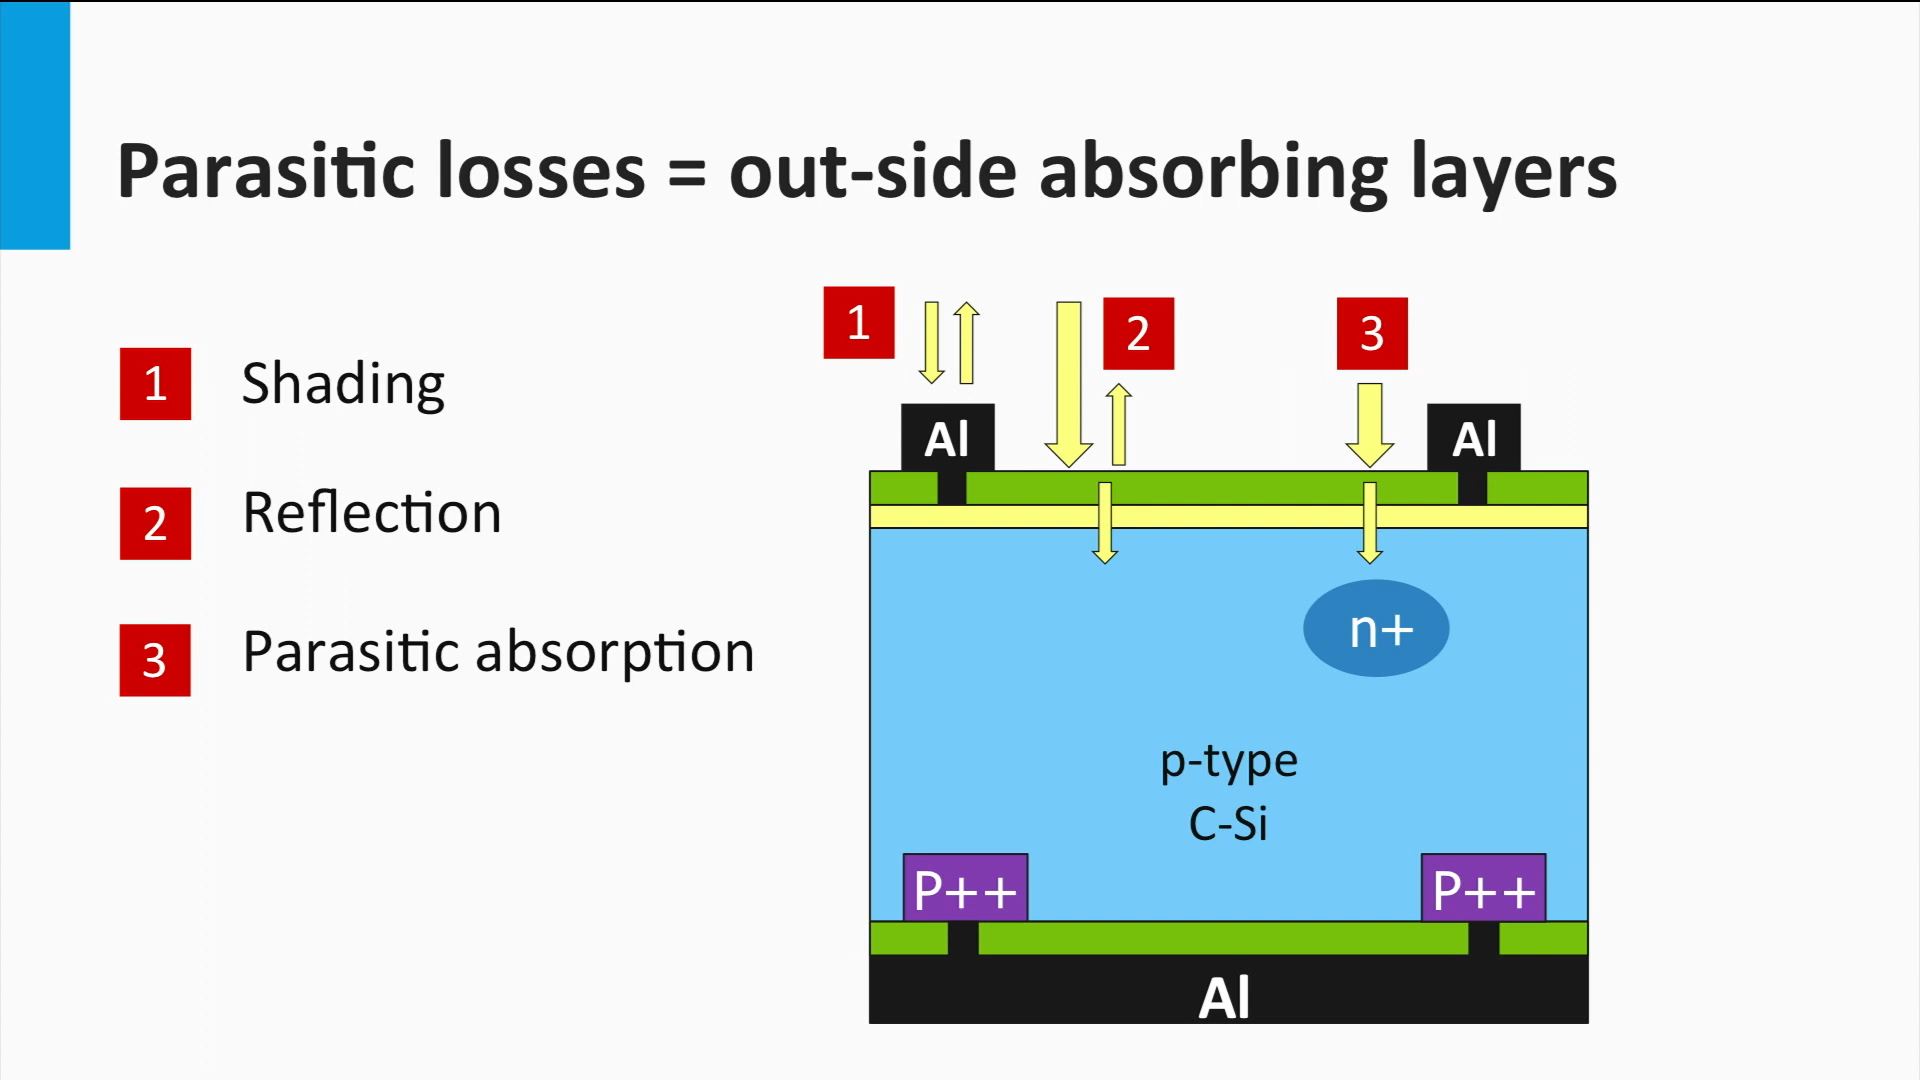 Parasitic losses = out-side absorbing layers
1 Shading
2 Reflection
3 Parasitic absorption
1
2
3
Al
Al
n+
p-type
C-Si
P++
P++
Al